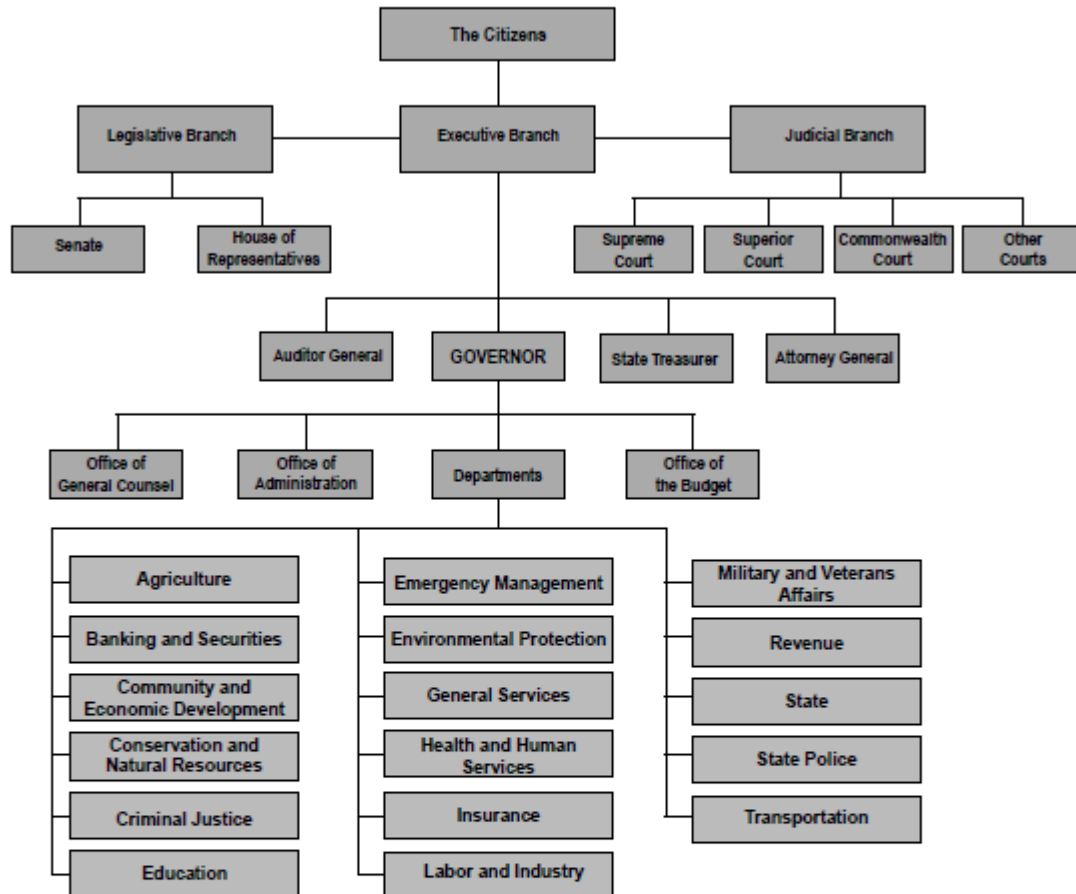 The Citizens
Legislative Branch
Executive Branch
Judicial Branch
Senate
House of
Representatives
Supreme
Court
Superior
Court
Commonwealth
Court
Other
Courts
Auditor General
GOVERNOR
State Treasurer
Attorney General
Office of
General Counsel
Office of
Administration
Departments
Office of
the Budget
Agriculture
Banking and Securities
Community and
Economic Development
Conservation and
Natural Resources
Criminal Justice
Education
Emergency Management
Environmental Protection
General Services
Health and Human
Services
Insurance
Labor and Industry
Military and Veterans
Affairs
Revenue
State
State Police
Transportation